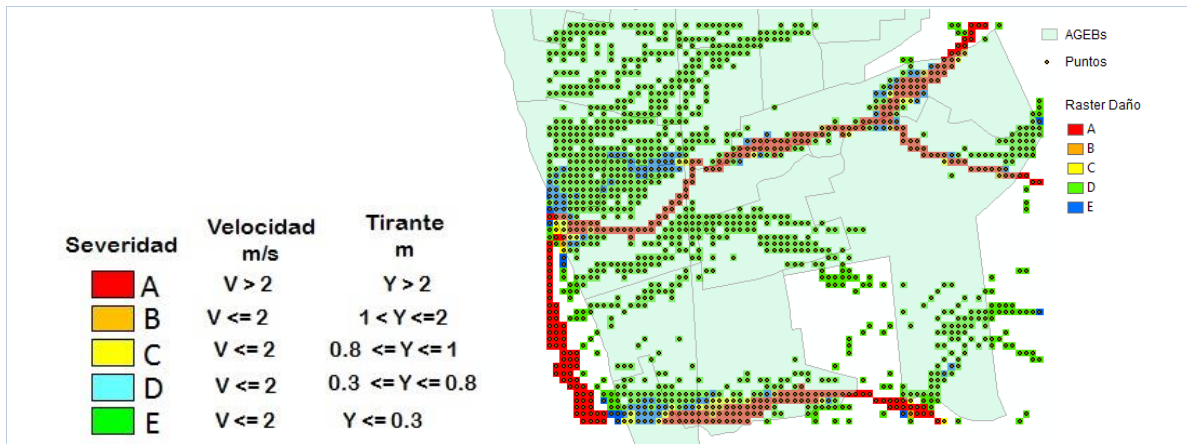 Severidad Velocidad m/s Tirante m
A V > 2 Y > 2
B V <= 2 1 < Y <=2
C V <= 2 0.8 <= Y <= 1
D V <= 2 0.3 <= Y <= 0.8
E V <= 2 Y <= 0.3
AGEBs
Puntos
Raster Daño
A
B
C
D
E